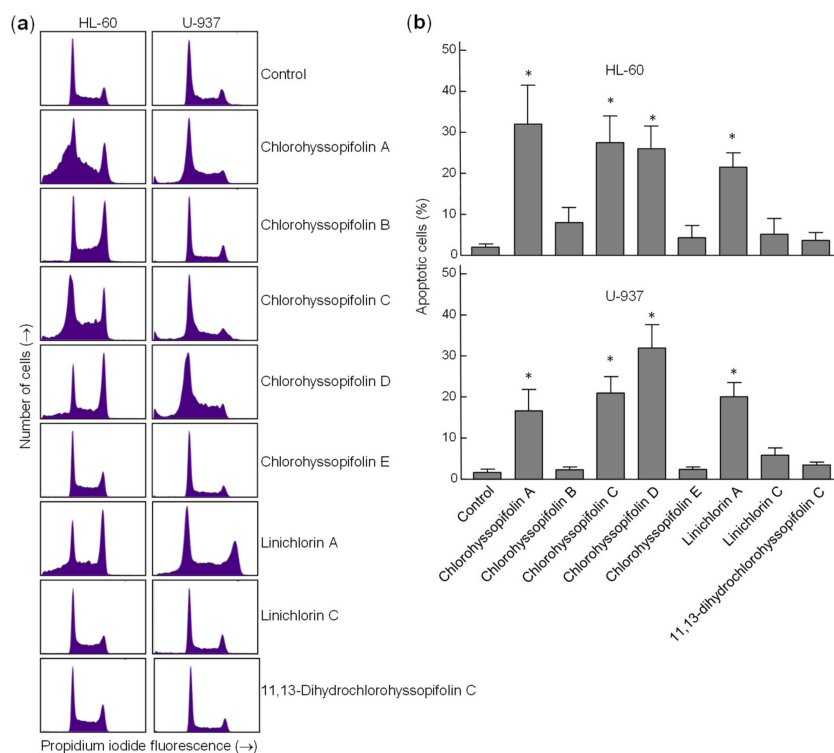 (a)
HL-60
U-937
Control
Chlorohyssopifolin A
Chlorohyssopifolin B
Chlorohyssopifolin C
Chlorohyssopifolin D
Chlorohyssopifolin E
Linichlorin A
Linichlorin C
11,13-Dihydrochlorohyssopifolin C
Number of cells (→)
Propidium iodide fluorescence (→)
(b)
50
40
30
20
10
0
HL-60
*
*
*
*
Apoptotic cells (%)
50
40
30
20
10
0
U-937
*
*
*
*
Control
Chlorohyssopifolin A
Chlorohyssopifolin B
Chlorohyssopifolin C
Chlorohyssopifolin D
Chlorohyssopifolin E
Linichlorin A
Linichlorin C
11,13-dihydrochlorohyssopifolin C